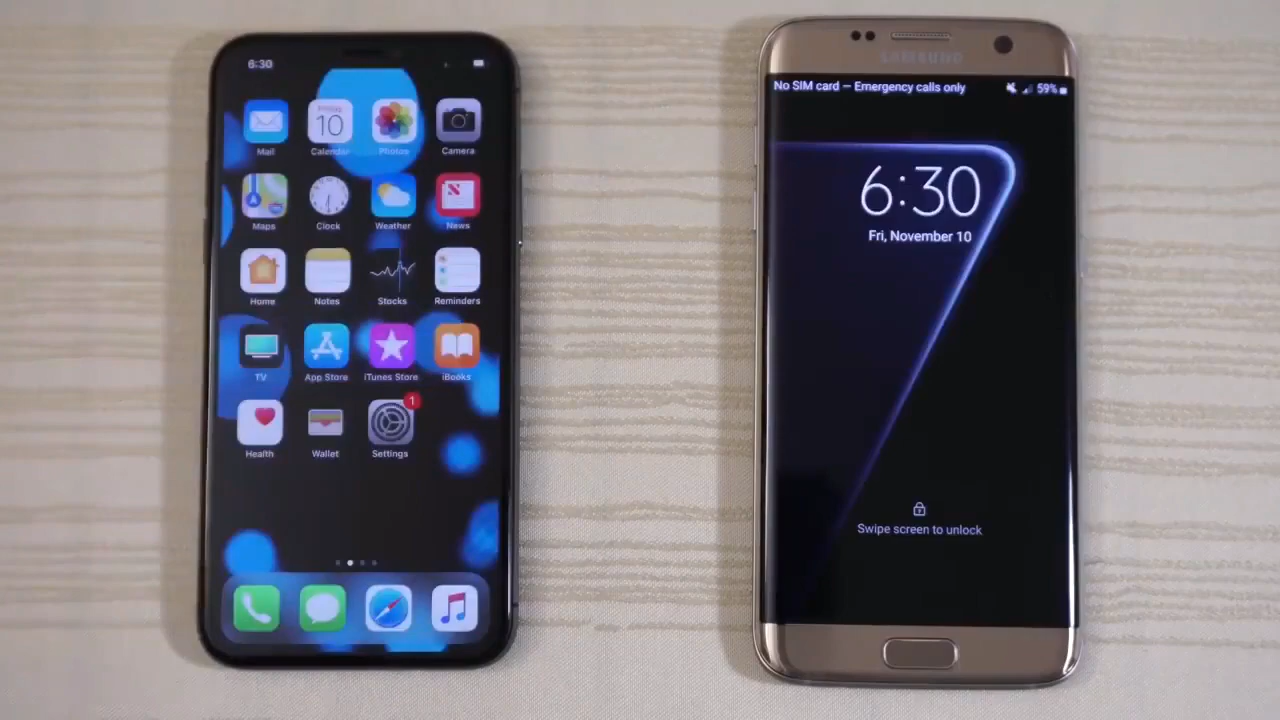 6:30
Friday
10
Mail
Calendar
Photos
Camera
Maps
Clock
Weather
News
Home
Notes
Stocks
Reminders
TV
App Store
iTunes Store
iBooks
1
Health
Wallet
Settings
SAMSUNG
No SIM card – Emergency calls only
59%
6:30
Fri, November 10
Swipe screen to unlock